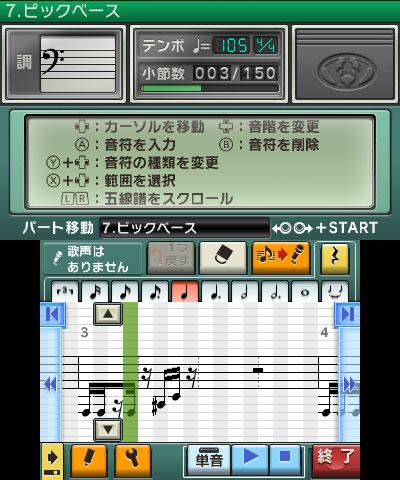 7.ピックベース
調
テンポ ♩= 105 4/4
小節数 003/150
:カーソルを移動 :音階を変更
Ⓐ:音符を入力 Ⓑ:音符を削除
Ⓨ+:音符の種類を変更
Ⓧ+:範囲を選択
L R:五線譜をスクロール
パート移動 7.ピックベース +START
歌声は
ありません
1つ
戻す
3
3 4
単音 終了